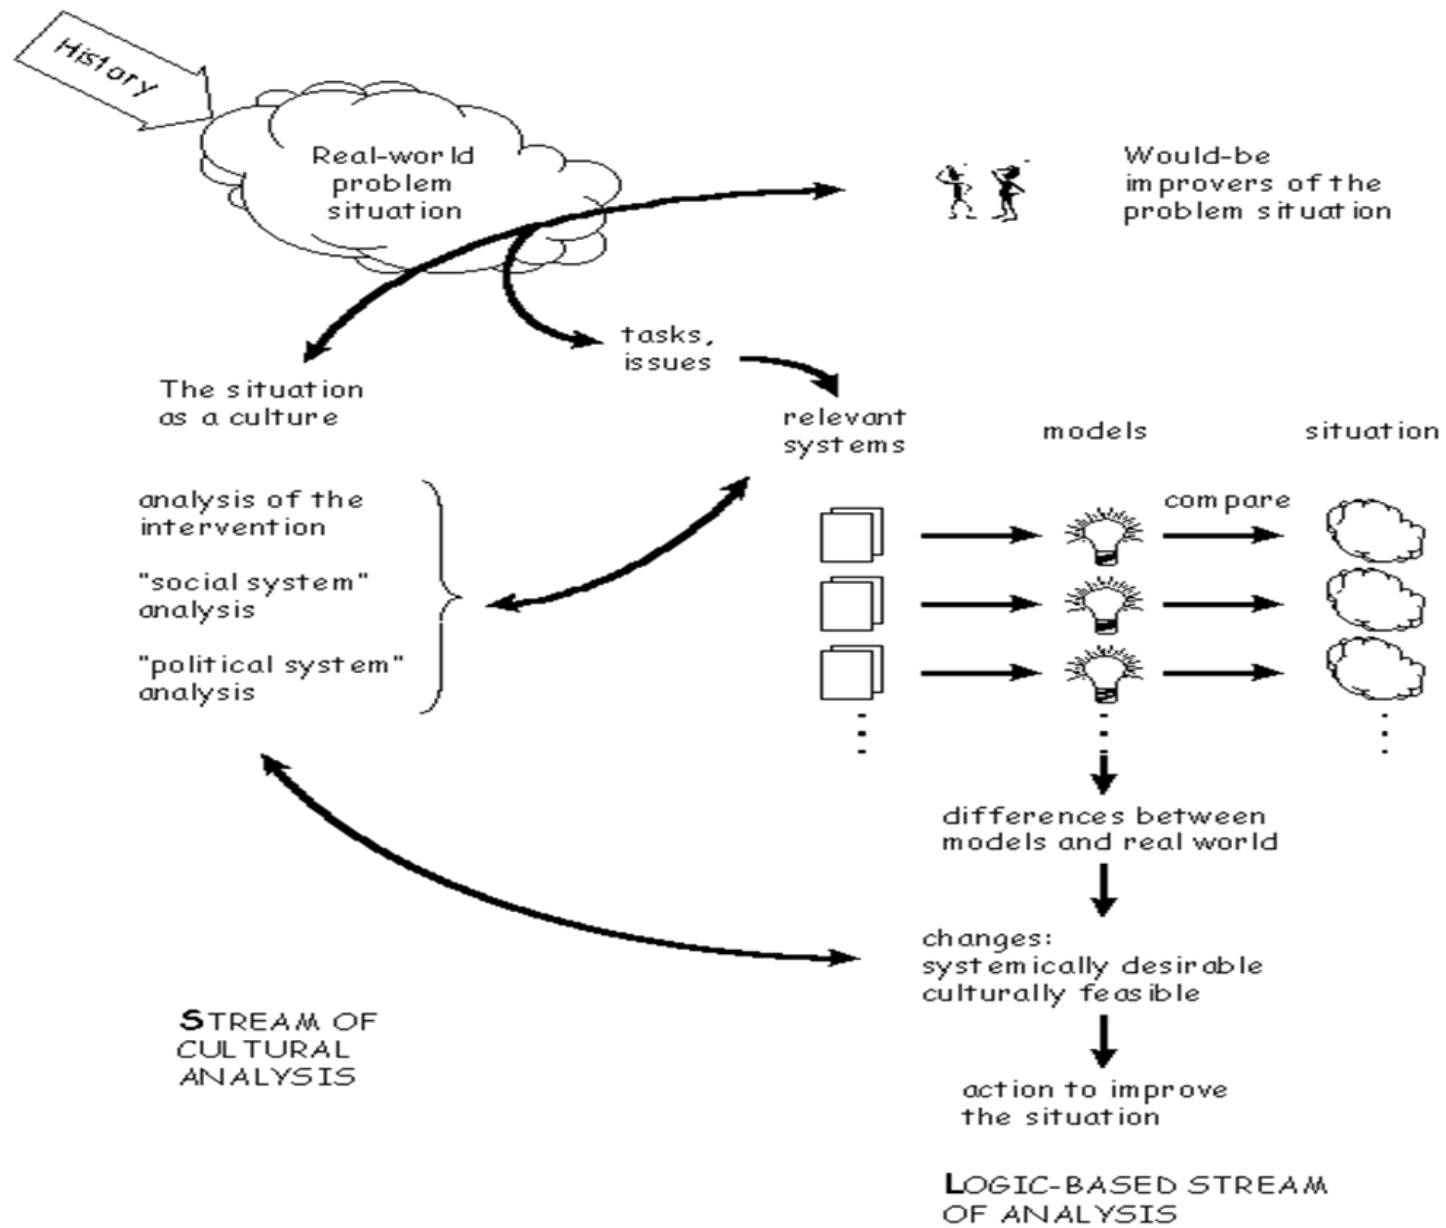 History
Real-world
problem
situation
Would-be
improvers of the
problem situation
tasks,
issues
The situation
as a culture
relevant
systems
models
situation
analysis of the
intervention
compare
"social system"
analysis
"political system"
analysis
differences between
models and real world
changes:
systemically desirable
culturally feasible
STREAM OF
CULTURAL
ANALYSIS
action to improve
the situation
LOGIC-BASED STREAM
OF ANALYSIS